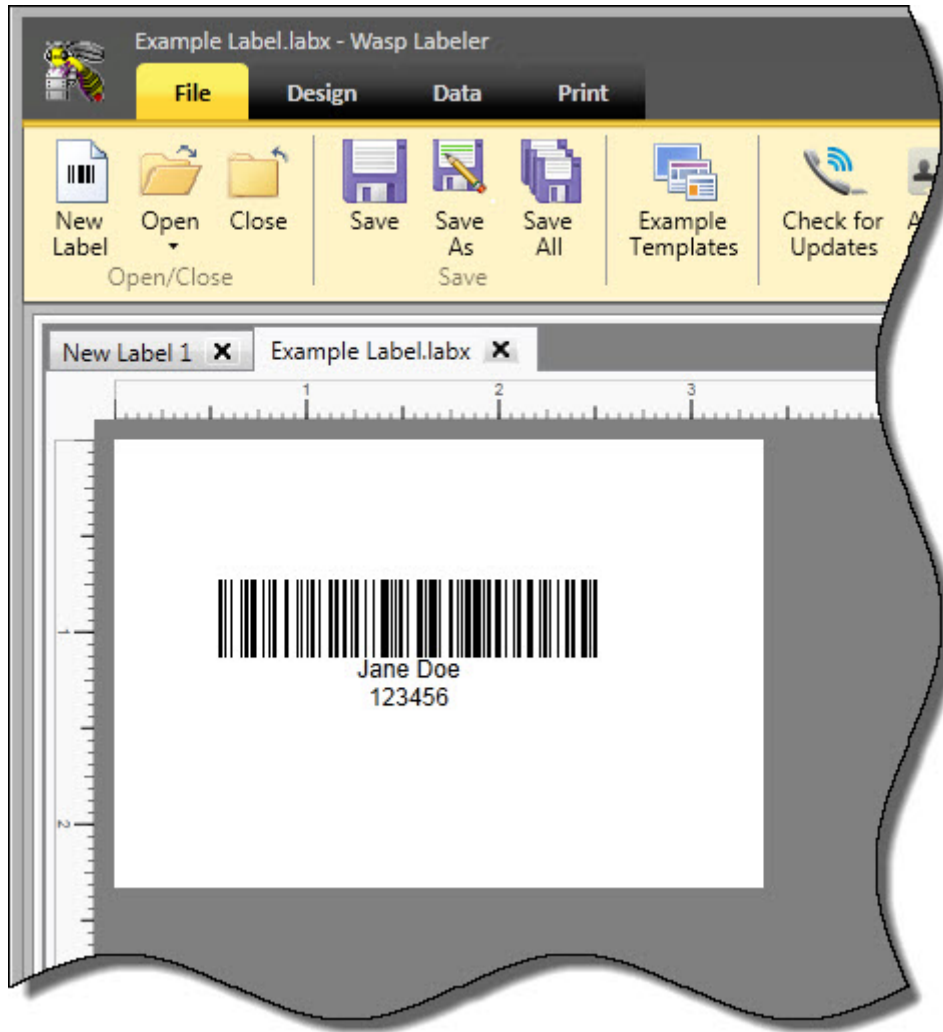 Example Label.labx - Wasp Labeler
File Design Data Print
New Label
Open
Close
Save
Save As
Save All
Example Templates
Check for Updates
Open/Close
Save
New Label 1
Example Label.labx
1 2 3
1
2
Jane Doe
123456